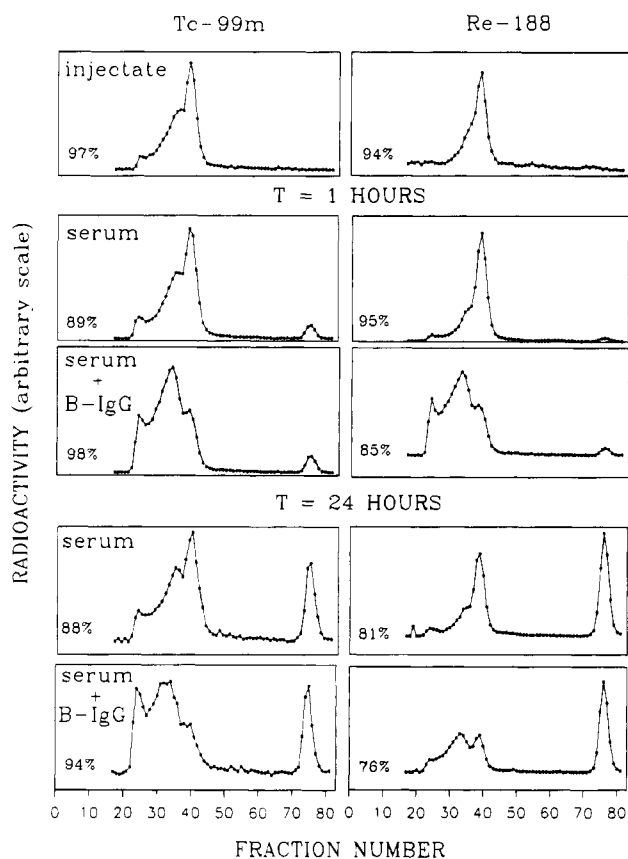 Tc-99m Re-188
injectate
97% 94%
T = 1 HOURS
serum
89% 95%
serum
+
B-IgG
98% 85%
T = 24 HOURS
serum
88% 81%
serum
+
B-IgG
94% 76%
RADIOACTIVITY (arbitrary scale)
0 10 20 30 40 50 60 70 80 0 10 20 30 40 50 60 70 80
FRACTION NUMBER